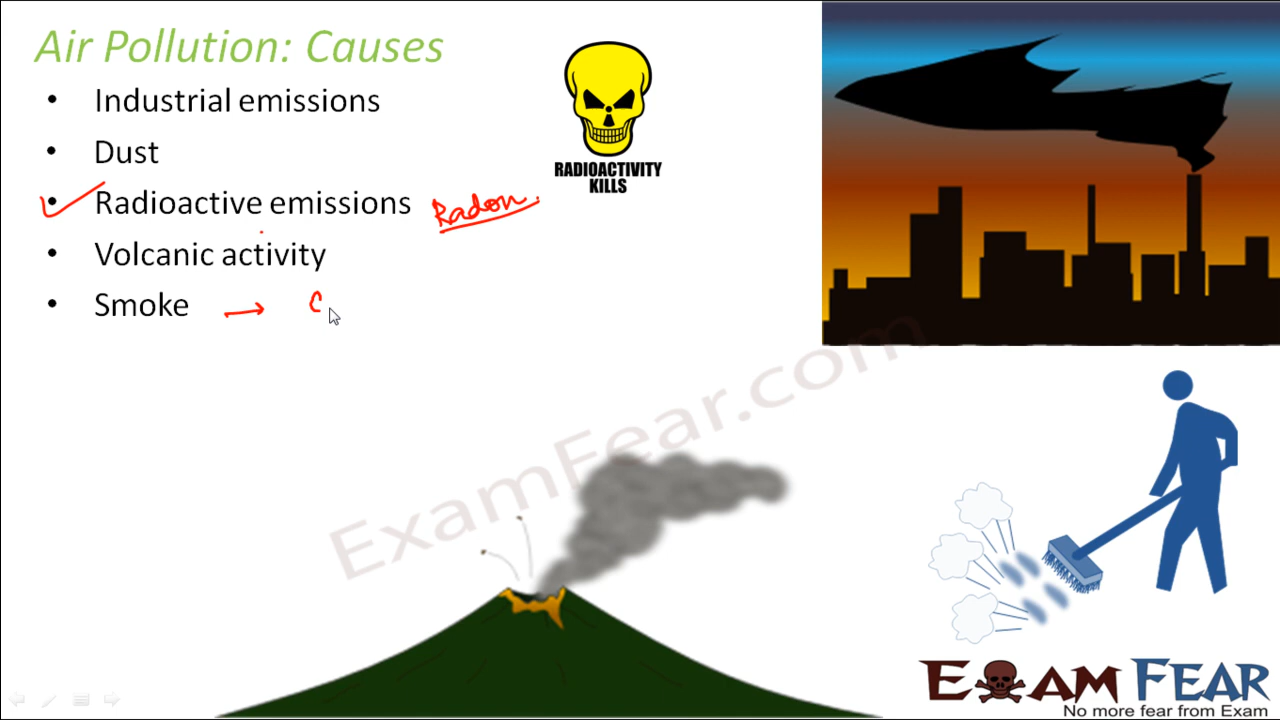 Air Pollution: Causes
• Industrial emissions
• Dust
• Radioactive emissions Radon.
• Volcanic activity
• Smoke → C
RADIOACTIVITY
KILLS
ExamFear.com
EXAM FEAR
No more fear from Exam